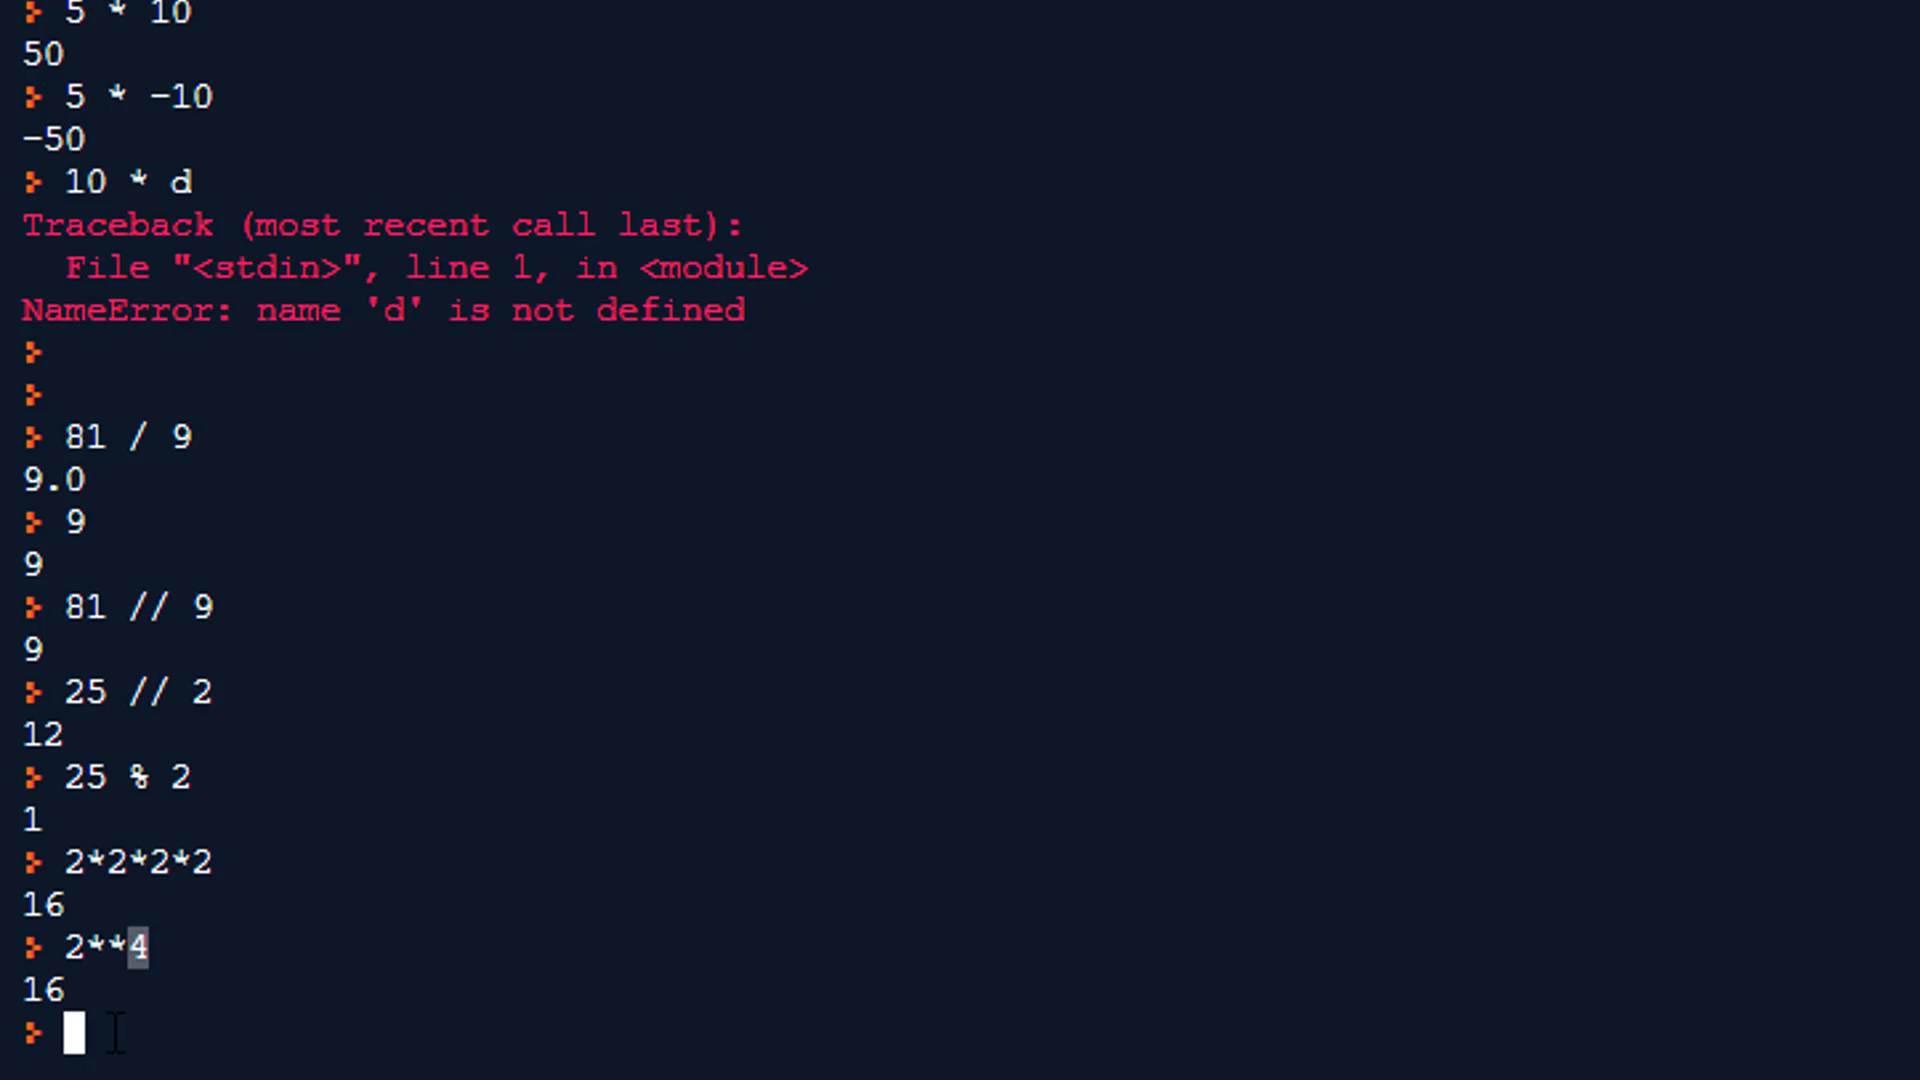 > 5 * 10
50
> 5 * -10
-50
> 10 * d
Traceback (most recent call last):
  File "<stdin>", line 1, in <module>
NameError: name 'd' is not defined
>
>
> 81 / 9
9.0
> 9
9
> 81 // 9
9
> 25 // 2
12
> 25 % 2
1
> 2*2*2*2
16
> 2**4
16
>